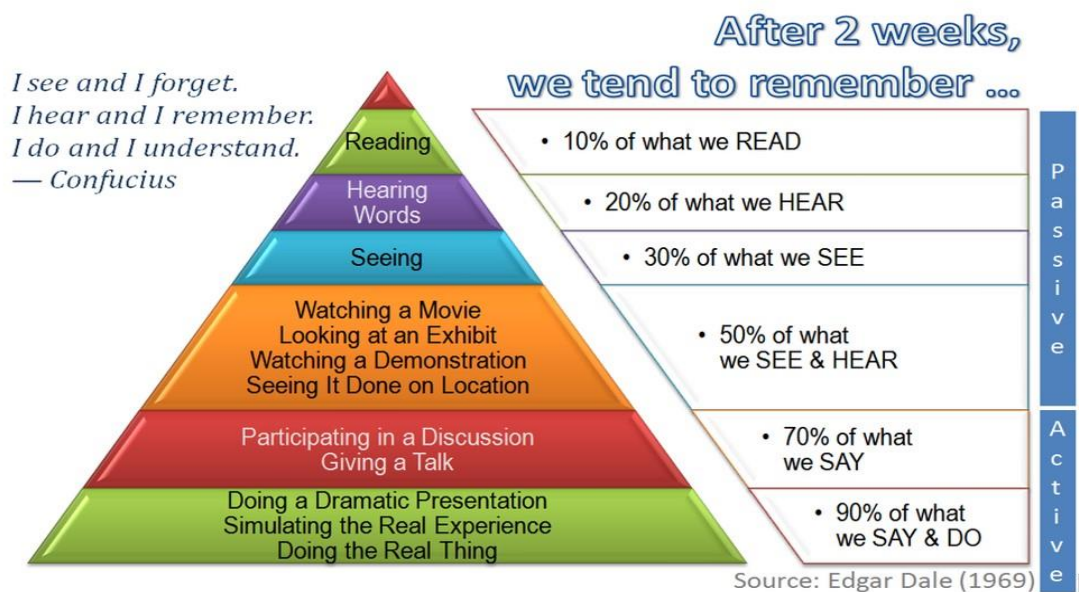 After 2 weeks,
we tend to remember ...
I see and I forget.
I hear and I remember.
I do and I understand.
— Confucius
Reading
• 10% of what we READ
Hearing
Words
• 20% of what we HEAR
Seeing
• 30% of what we SEE
Watching a Movie
Looking at an Exhibit
Watching a Demonstration
Seeing It Done on Location
• 50% of what
we SEE & HEAR
Passive
Participating in a Discussion
Giving a Talk
• 70% of what
we SAY
Doing a Dramatic Presentation
Simulating the Real Experience
Doing the Real Thing
• 90% of what
we SAY & DO
Active
Source: Edgar Dale (1969)